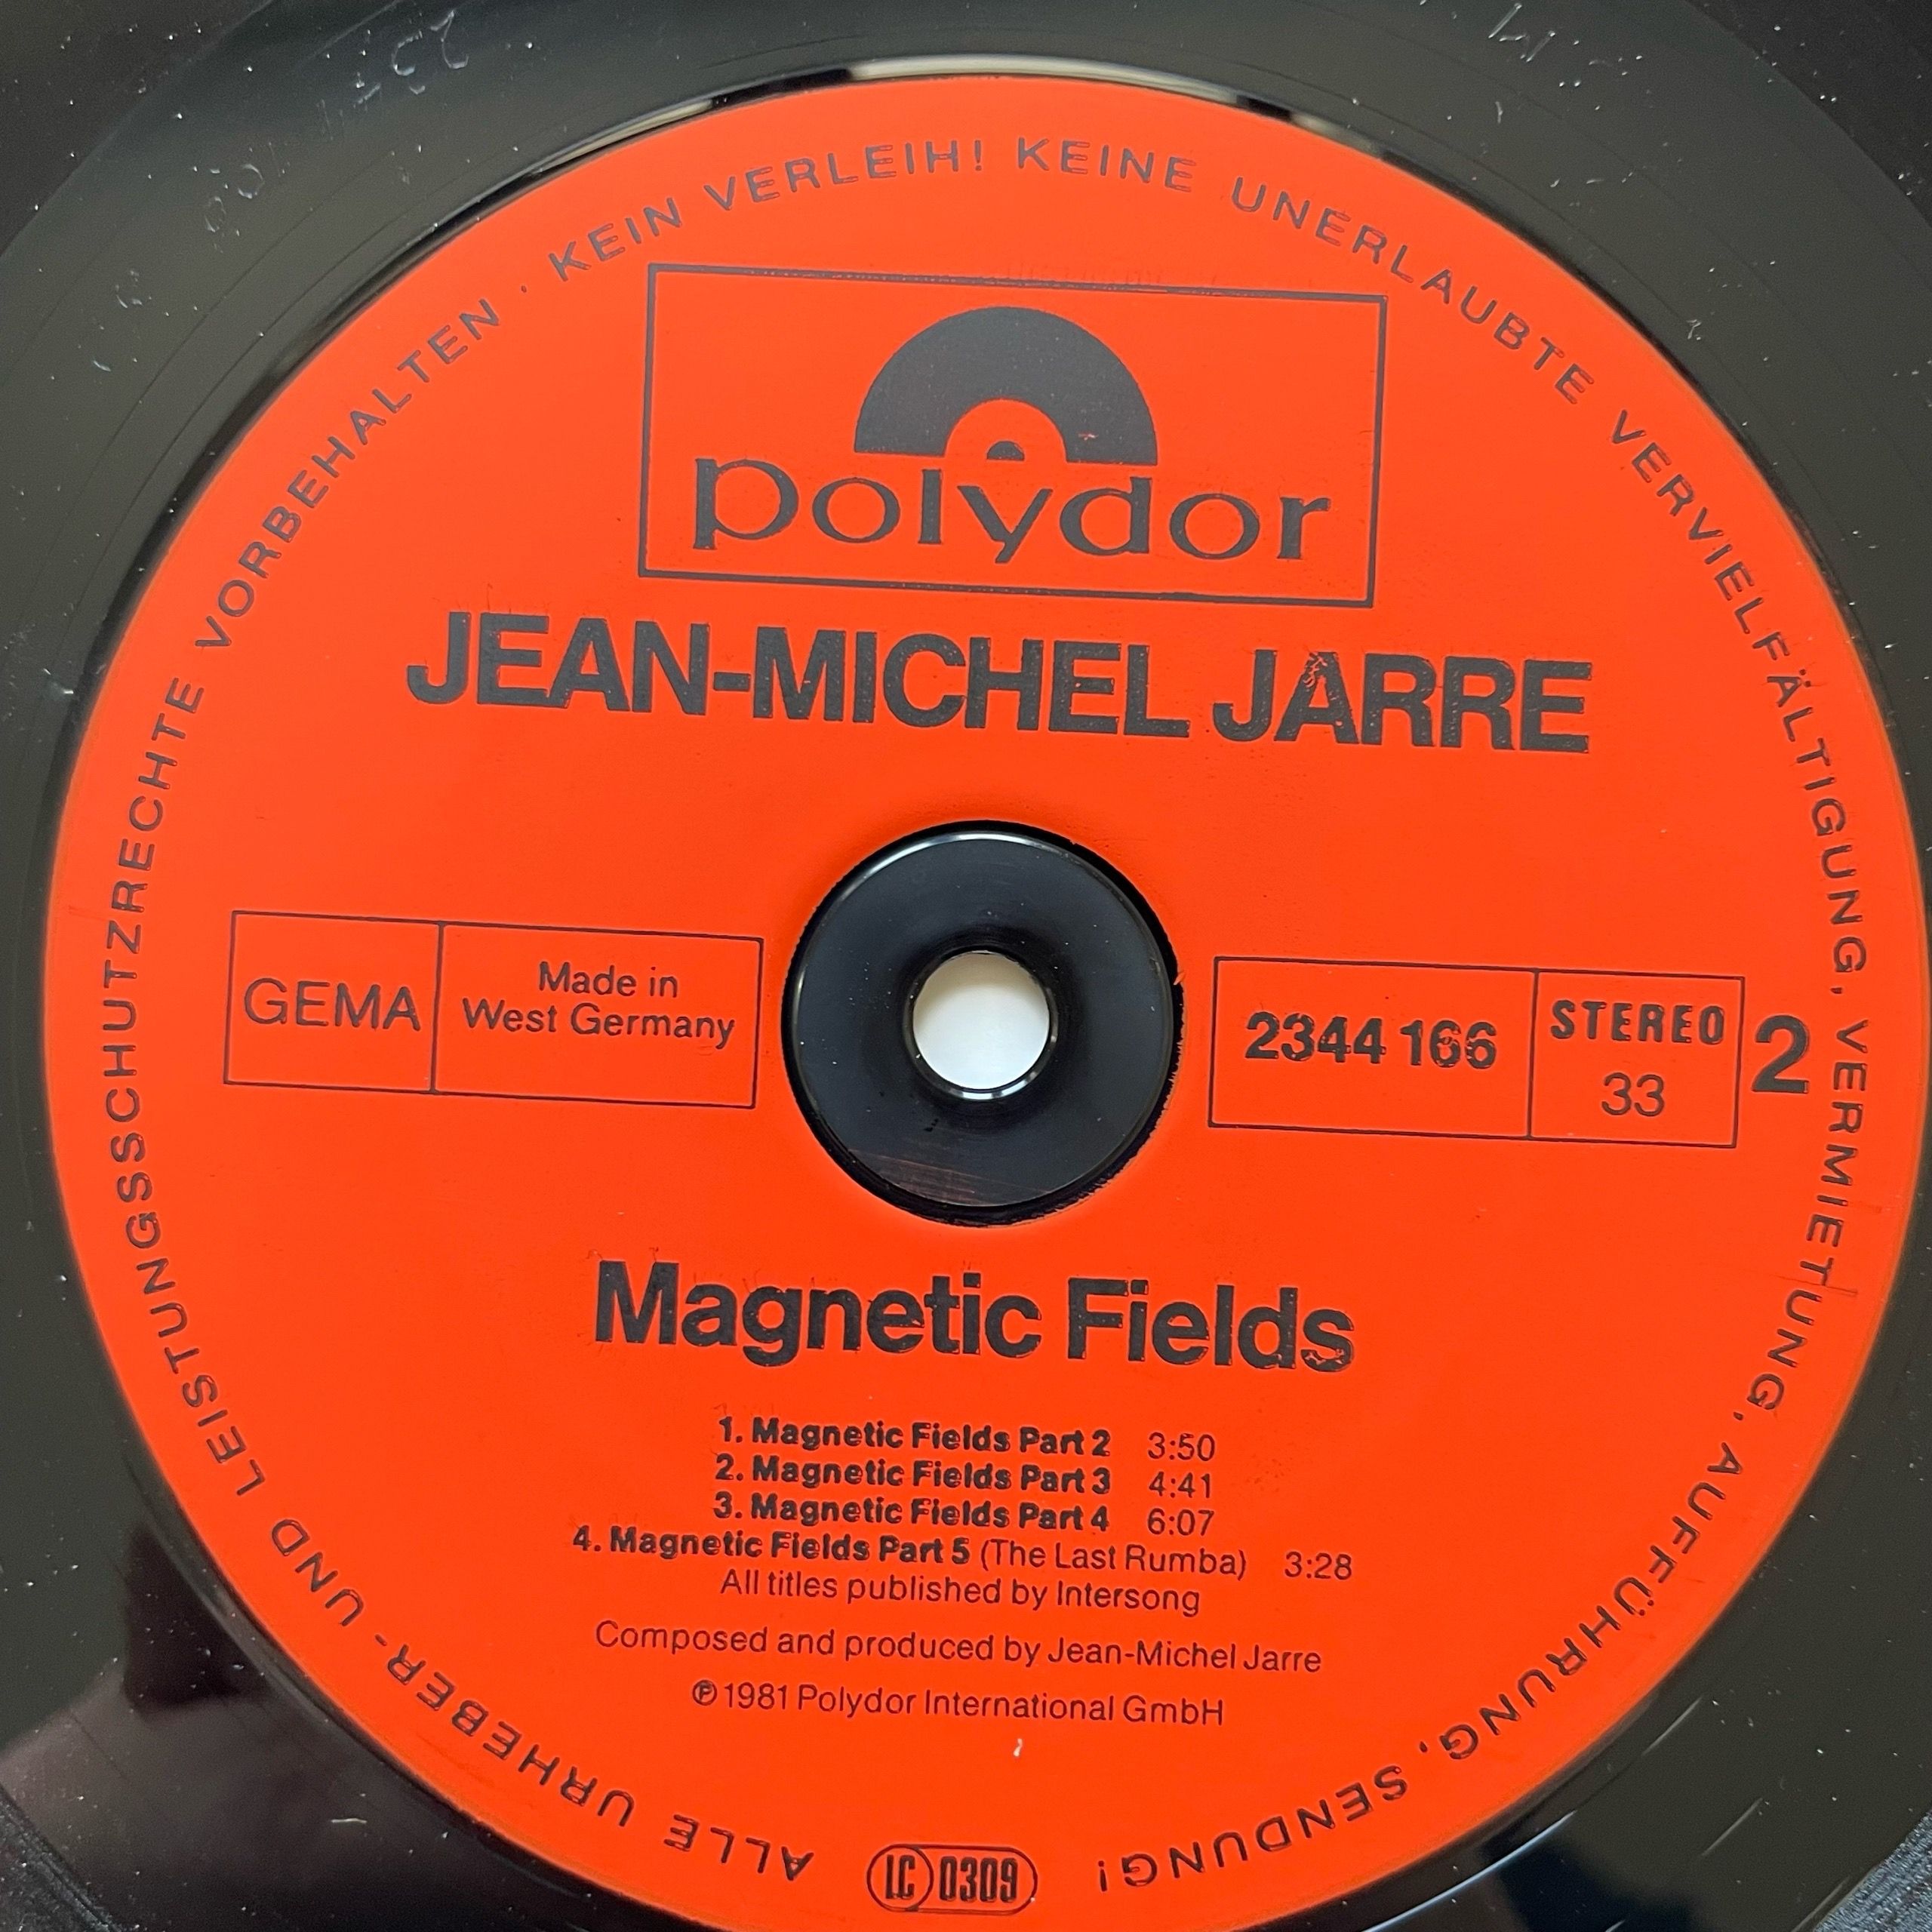 ALLE URHEBER- UND LEISTUNGSSCHUTZRECHTE VORBEHALTEN · KEIN VERLEIH! KEINE UNERLAUBTE VERVIELFÄLTIGUNG, VERMIETUNG, AUFFÜHRUNG, SENDUNG!
polydor
JEAN-MICHEL JARRE
GEMA
Made in
West Germany
2344 166
STEREO
33
2
Magnetic Fields
1. Magnetic Fields Part 2 3:50
2. Magnetic Fields Part 3 4:41
3. Magnetic Fields Part 4 6:07
4. Magnetic Fields Part 5 (The Last Rumba) 3:28
All titles published by Intersong
Composed and produced by Jean-Michel Jarre
℗ 1981 Polydor International GmbH
LC 0309